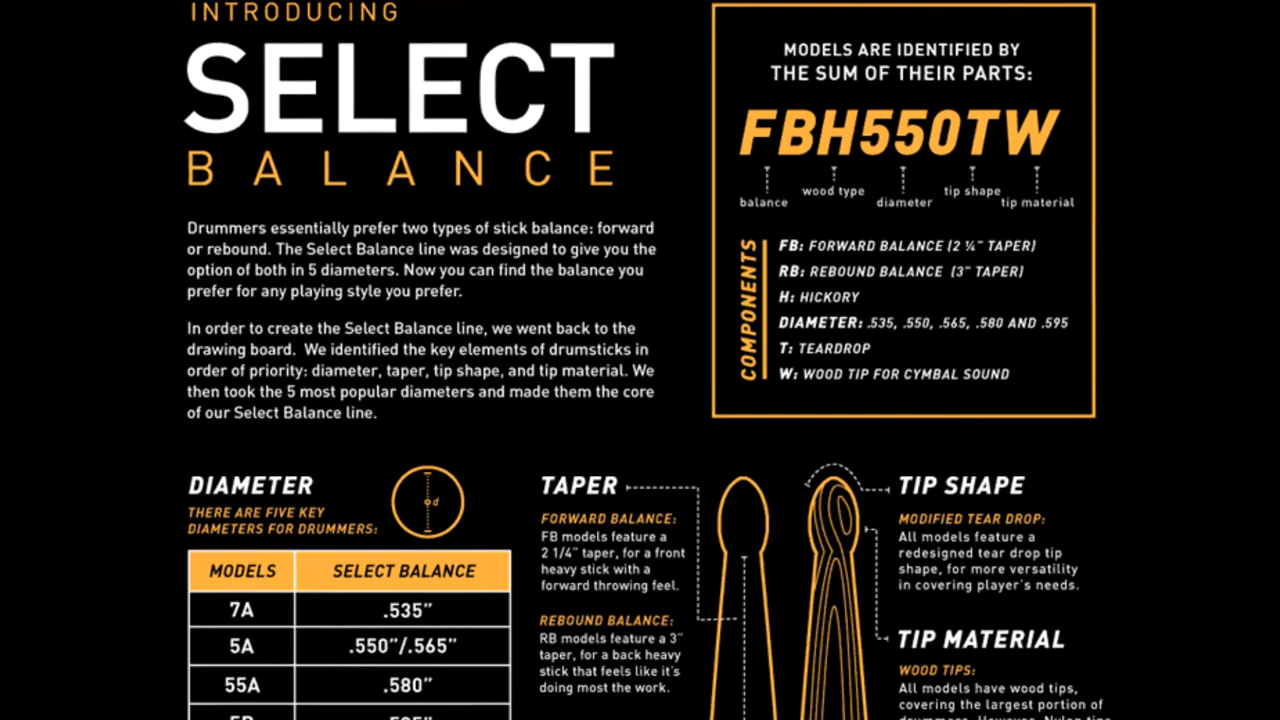 INTRODUCING
SELECT
BALANCE
Drummers essentially prefer two types of stick balance: forward
or rebound. The Select Balance line was designed to give you the
option of both in 5 diameters. Now you can find the balance you
prefer for any playing style you prefer.
In order to create the Select Balance line, we went back to the
drawing board. We identified the key elements of drumsticks in
order of priority: diameter, taper, tip shape, and tip material. We
then took the 5 most popular diameters and made them the core
of our Select Balance line.
MODELS ARE IDENTIFIED BY
THE SUM OF THEIR PARTS:
FBH550TW
balance wood type diameter tip shape tip material
COMPONENTS
FB: FORWARD BALANCE (2 ¼" TAPER)
RB: REBOUND BALANCE (3" TAPER)
H: HICKORY
DIAMETER: .535, .550, .565, .580 AND .595
T: TEARDROP
W: WOOD TIP FOR CYMBAL SOUND
DIAMETER
THERE ARE FIVE KEY
DIAMETERS FOR DRUMMERS:
d
MODELS SELECT BALANCE
7A .535"
5A .550"/.565"
55A .580"
TAPER
FORWARD BALANCE:
FB models feature a
2 1/4" taper, for a front
heavy stick with a
forward throwing feel.
REBOUND BALANCE:
RB models feature a 3"
taper, for a back heavy
stick that feels like it's
doing most the work.
TIP SHAPE
MODIFIED TEAR DROP:
All models feature a
redesigned tear drop tip
shape, for more versatility
in covering player's needs.
TIP MATERIAL
WOOD TIPS:
All models have wood tips,
covering the largest portion of